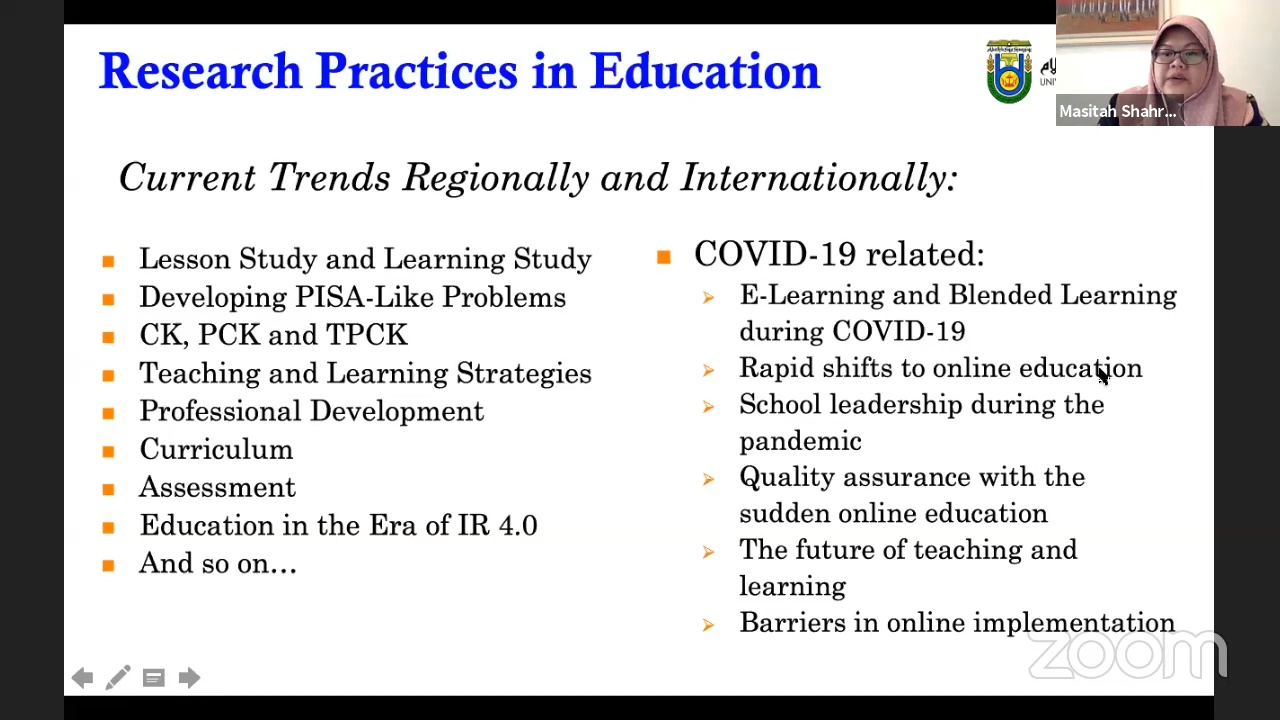 Research Practices in Education
UNI
Masitah Shahr...
Current Trends Regionally and Internationally:
Lesson Study and Learning Study
Developing PISA-Like Problems
CK, PCK and TPCK
Teaching and Learning Strategies
Professional Development
Curriculum
Assessment
Education in the Era of IR 4.0
And so on…
COVID-19 related:
E-Learning and Blended Learning
during COVID-19
Rapid shifts to online education
School leadership during the
pandemic
Quality assurance with the
sudden online education
The future of teaching and
learning
Barriers in online implementation
zoom